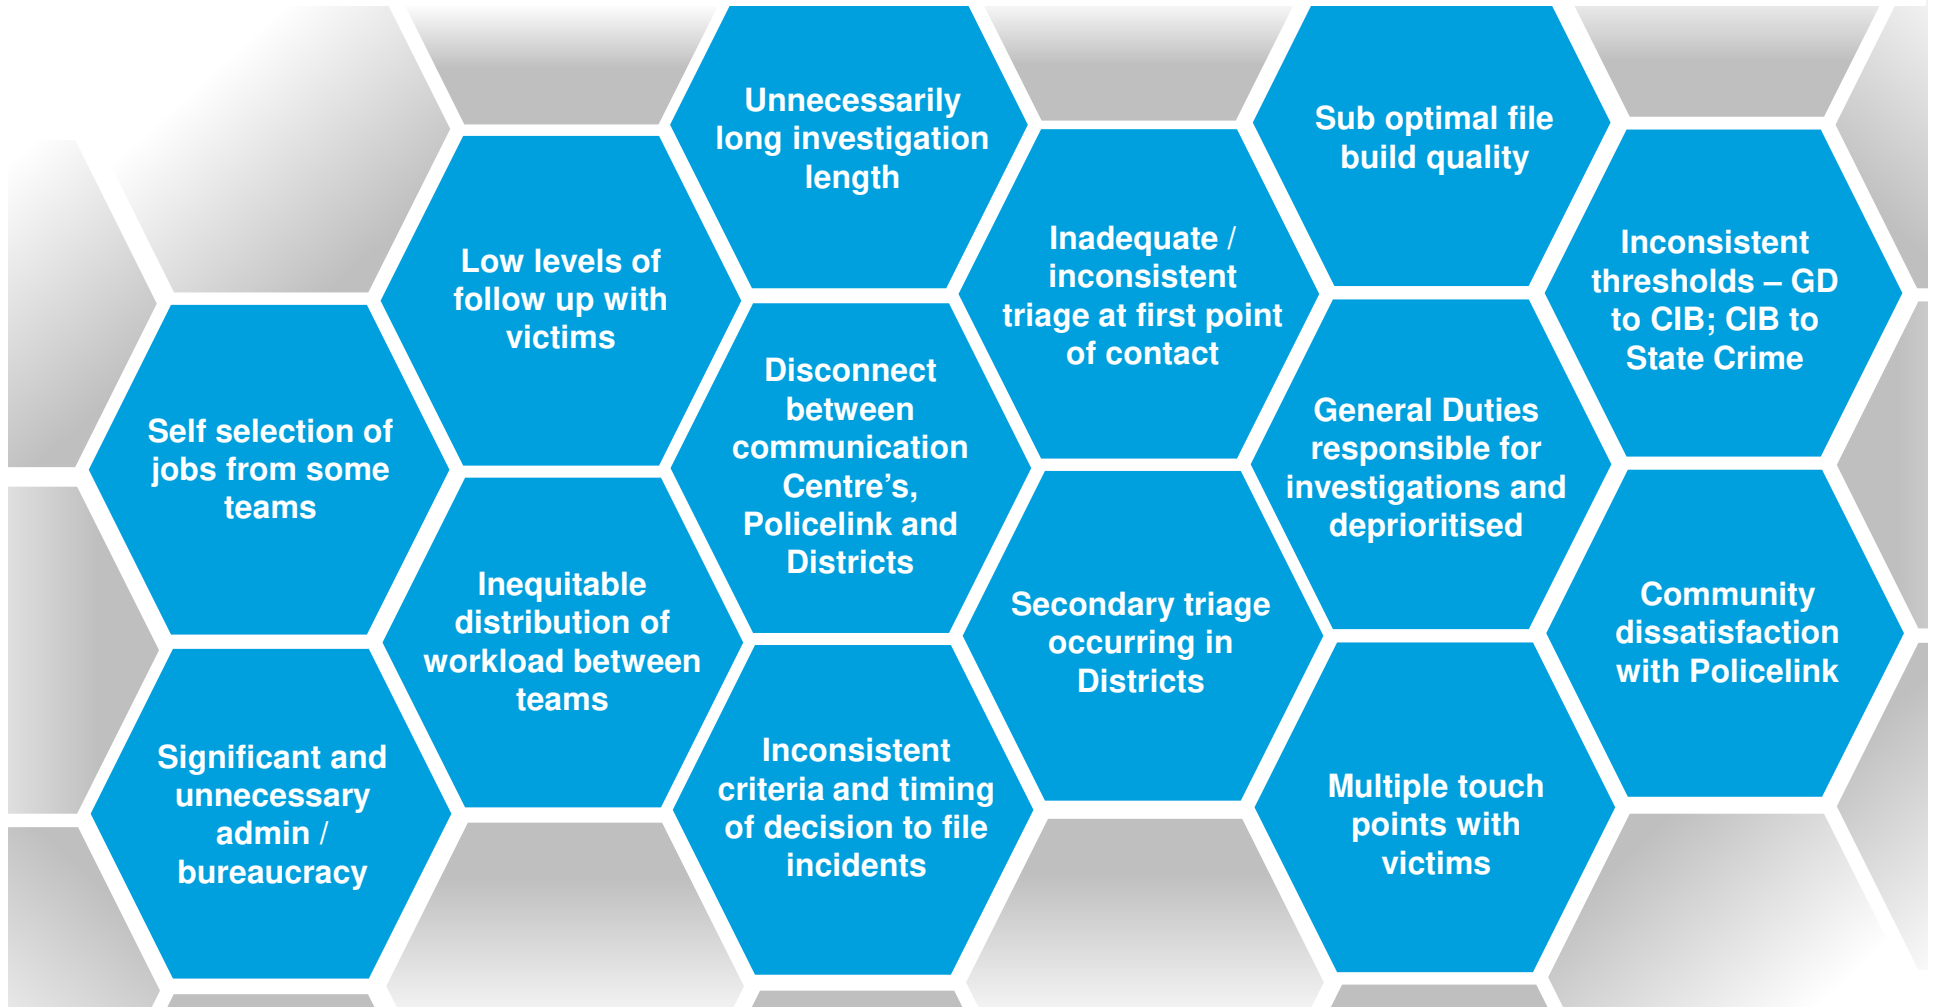 Unnecessarily
long investigation
length
Sub optimal file
build quality
Low levels of
follow up with
victims
Inadequate /
inconsistent
triage at first point
of contact
Inconsistent
thresholds – GD
to CIB; CIB to
State Crime
Self selection of
jobs from some
teams
Disconnect
between
communication
Centre’s,
Policelink and
Districts
General Duties
responsible for
investigations and
deprioritised
Inequitable
distribution of
workload between
teams
Secondary triage
occurring in
Districts
Community
dissatisfaction
with Policelink
Significant and
unnecessary
admin /
bureaucracy
Inconsistent
criteria and timing
of decision to file
incidents
Multiple touch
points with
victims